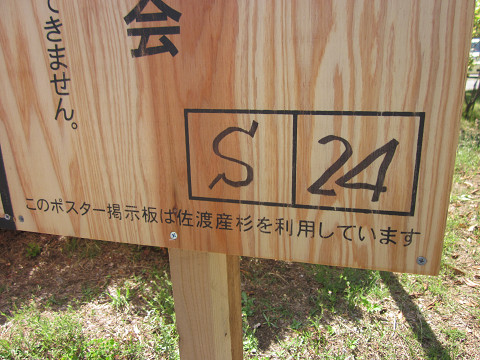 会
できません。
S 24
このポスター掲示板は佐渡産杉を利用しています